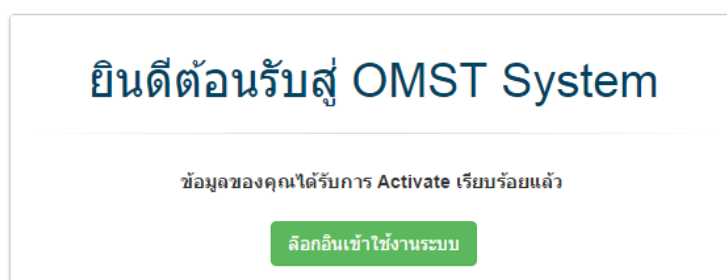 ยินดีต้อนรับสู่ OMST System
ข้อมูลของคุณได้รับการ Activate เรียบร้อยแล้ว
ล๊อกอินเข้าใช้งานระบบ